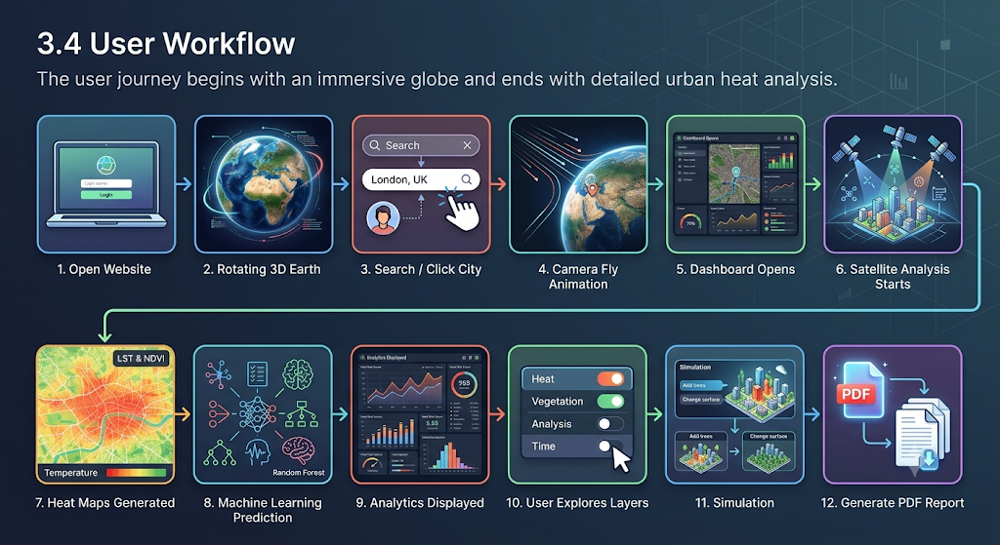 3.4 User Workflow
The user journey begins with an immersive globe and ends with detailed urban heat analysis.
Login
1. Open Website
2. Rotating 3D Earth
Search
London, UK
3. Search / Click City
4. Camera Fly
Animation
Dashboard Opens
5. Dashboard Opens
6. Satellite Analysis
Starts
LST & NDVI
Temperature
7. Heat Maps Generated
Random Forest
8. Machine Learning
Prediction
Analytics Displayed
9. Analytics Displayed
Heat
Vegetation
Analysis
Time
10. User Explores Layers
Simulation
Add trees
Change surface
Add trees
Change surface
11. Simulation
PDF
12. Generate PDF Report